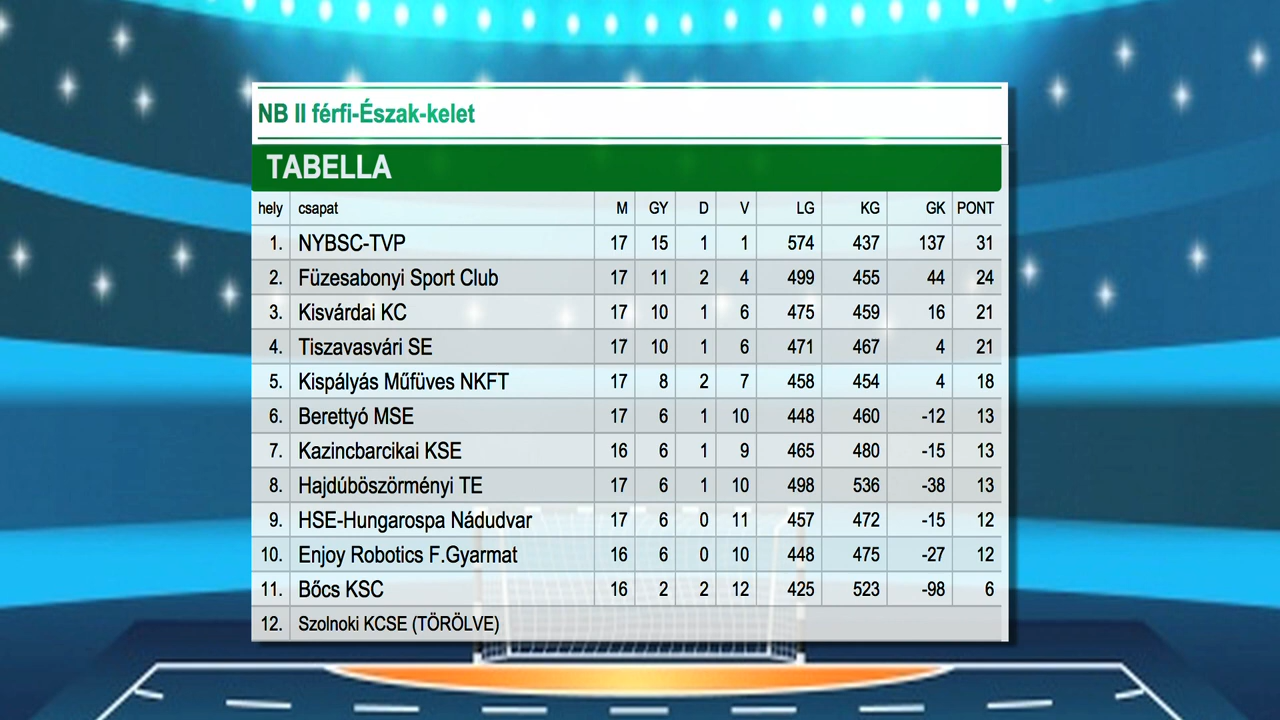 NB II férfi-Észak-kelet
TABELLA
hely csapat M GY D V LG KG GK PONT
1. NYBSC-TVP 17 15 1 1 574 437 137 31
2. Füzesabonyi Sport Club 17 11 2 4 499 455 44 24
3. Kisvárdai KC 17 10 1 6 475 459 16 21
4. Tiszavasvári SE 17 10 1 6 471 467 4 21
5. Kispályás Műfüves NKFT 17 8 2 7 458 454 4 18
6. Berettyó MSE 17 6 1 10 448 460 -12 13
7. Kazincbarcikai KSE 16 6 1 9 465 480 -15 13
8. Hajdúböszörményi TE 17 6 1 10 498 536 -38 13
9. HSE-Hungarospa Nádudvar 17 6 0 11 457 472 -15 12
10. Enjoy Robotics F.Gyarmat 16 6 0 10 448 475 -27 12
11. Bőcs KSC 16 2 2 12 425 523 -98 6
12. Szolnoki KCSE (TÖRÖLVE)